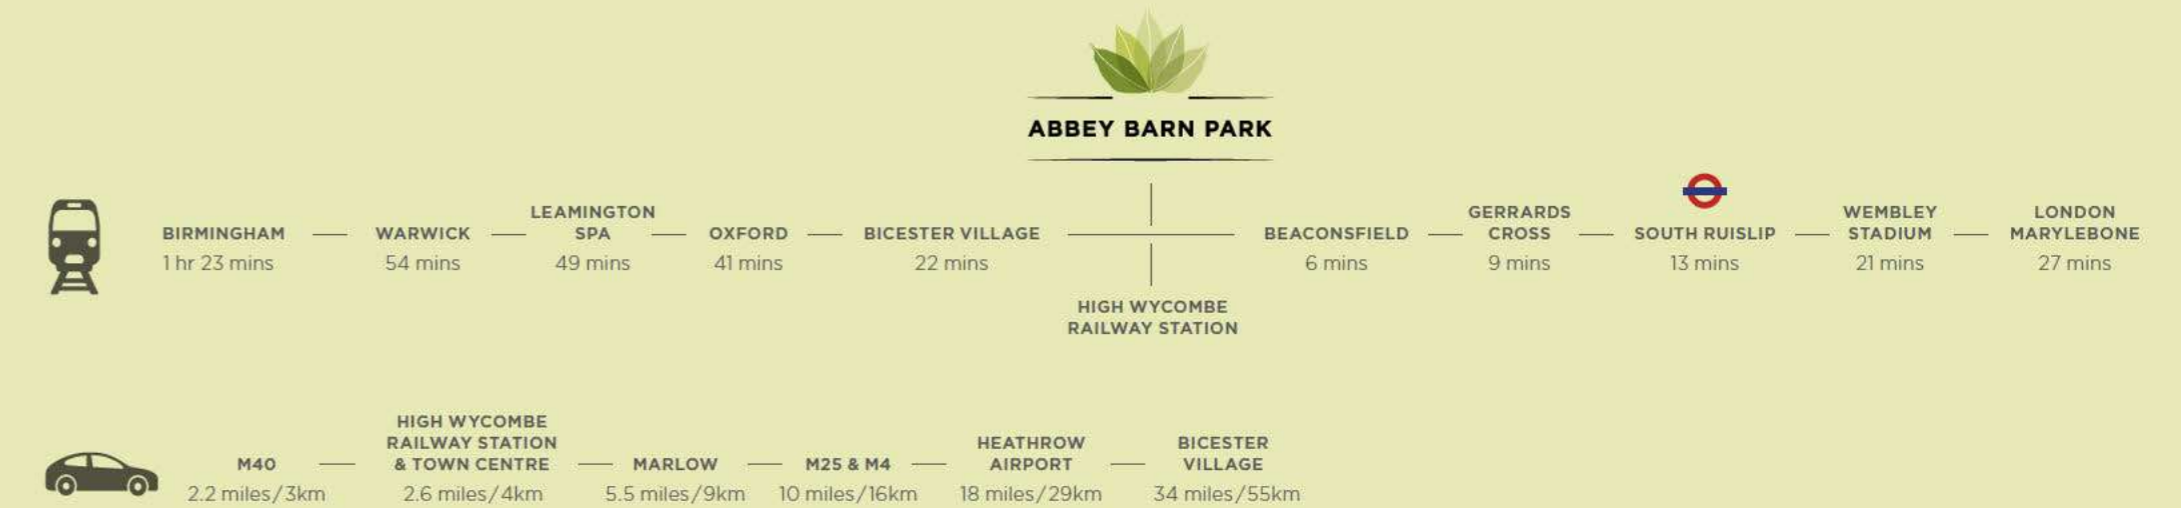 ABBEY BARN PARK
BIRMINGHAM
1 hr 23 mins
WARWICK
54 mins
LEAMINGTON
SPA
49 mins
OXFORD
41 mins
BICESTER VILLAGE
22 mins
HIGH WYCOMBE
RAILWAY STATION
BEACONSFIELD
6 mins
GERRARDS
CROSS
9 mins
SOUTH RUISLIP
13 mins
WEMBLEY
STADIUM
21 mins
LONDON
MARYLEBONE
27 mins
M40
2.2 miles/3km
HIGH WYCOMBE
RAILWAY STATION
& TOWN CENTRE
2.6 miles/4km
MARLOW
5.5 miles/9km
M25 & M4
10 miles/16km
HEATHROW
AIRPORT
18 miles/29km
BICESTER
VILLAGE
34 miles/55km